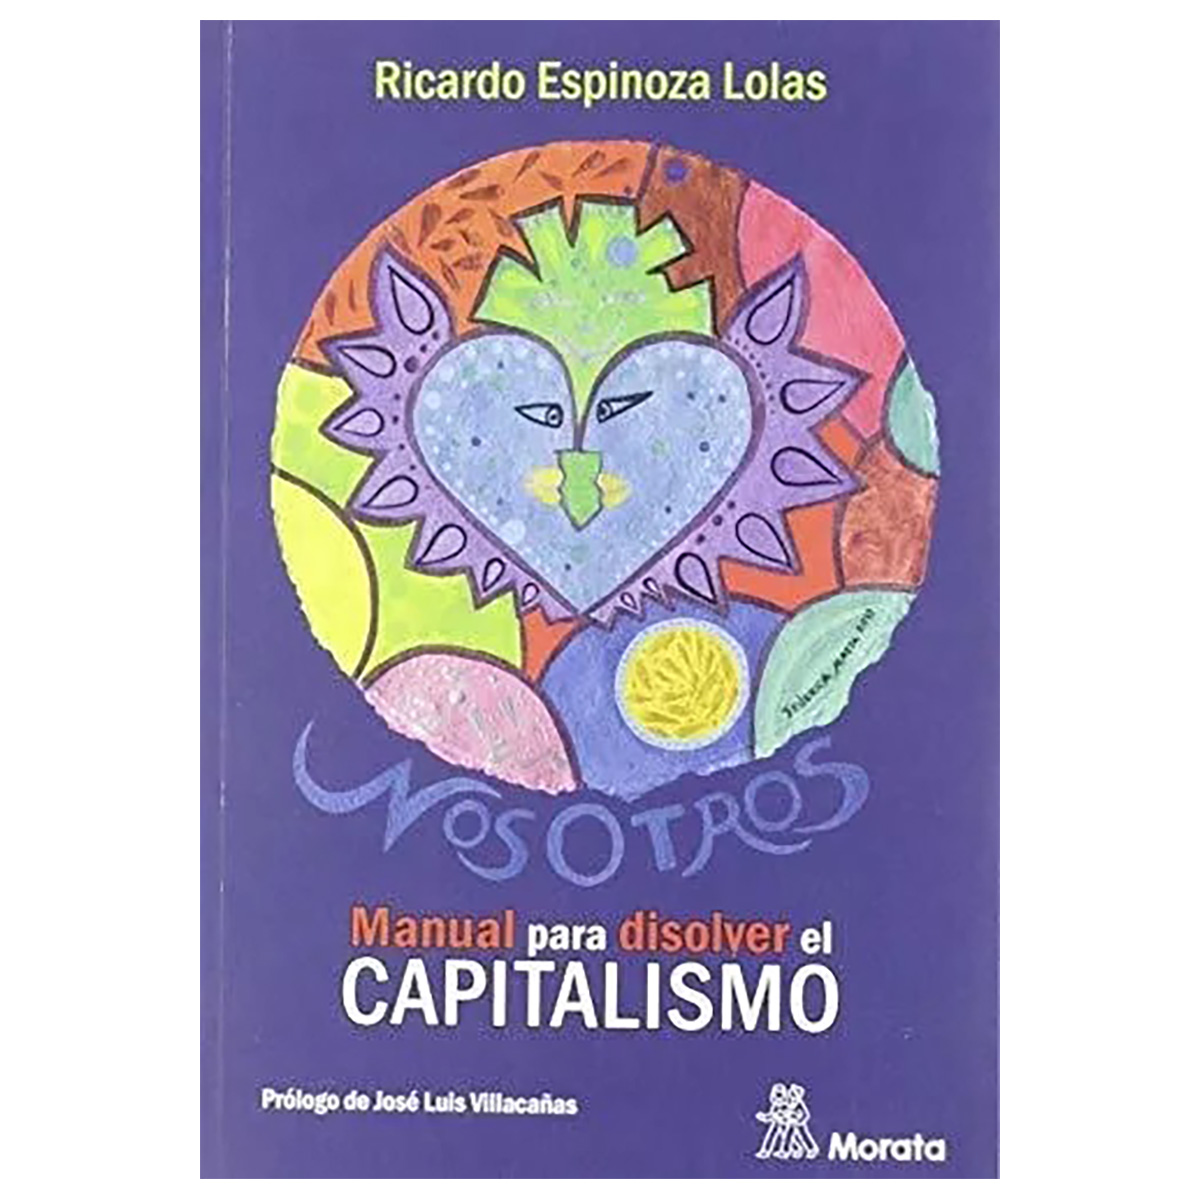 Ricardo Espinoza Lolas
NOSOTROS
Manual para disolver el
CAPITALISMO
Prólogo de José Luis Villacañas
Morata